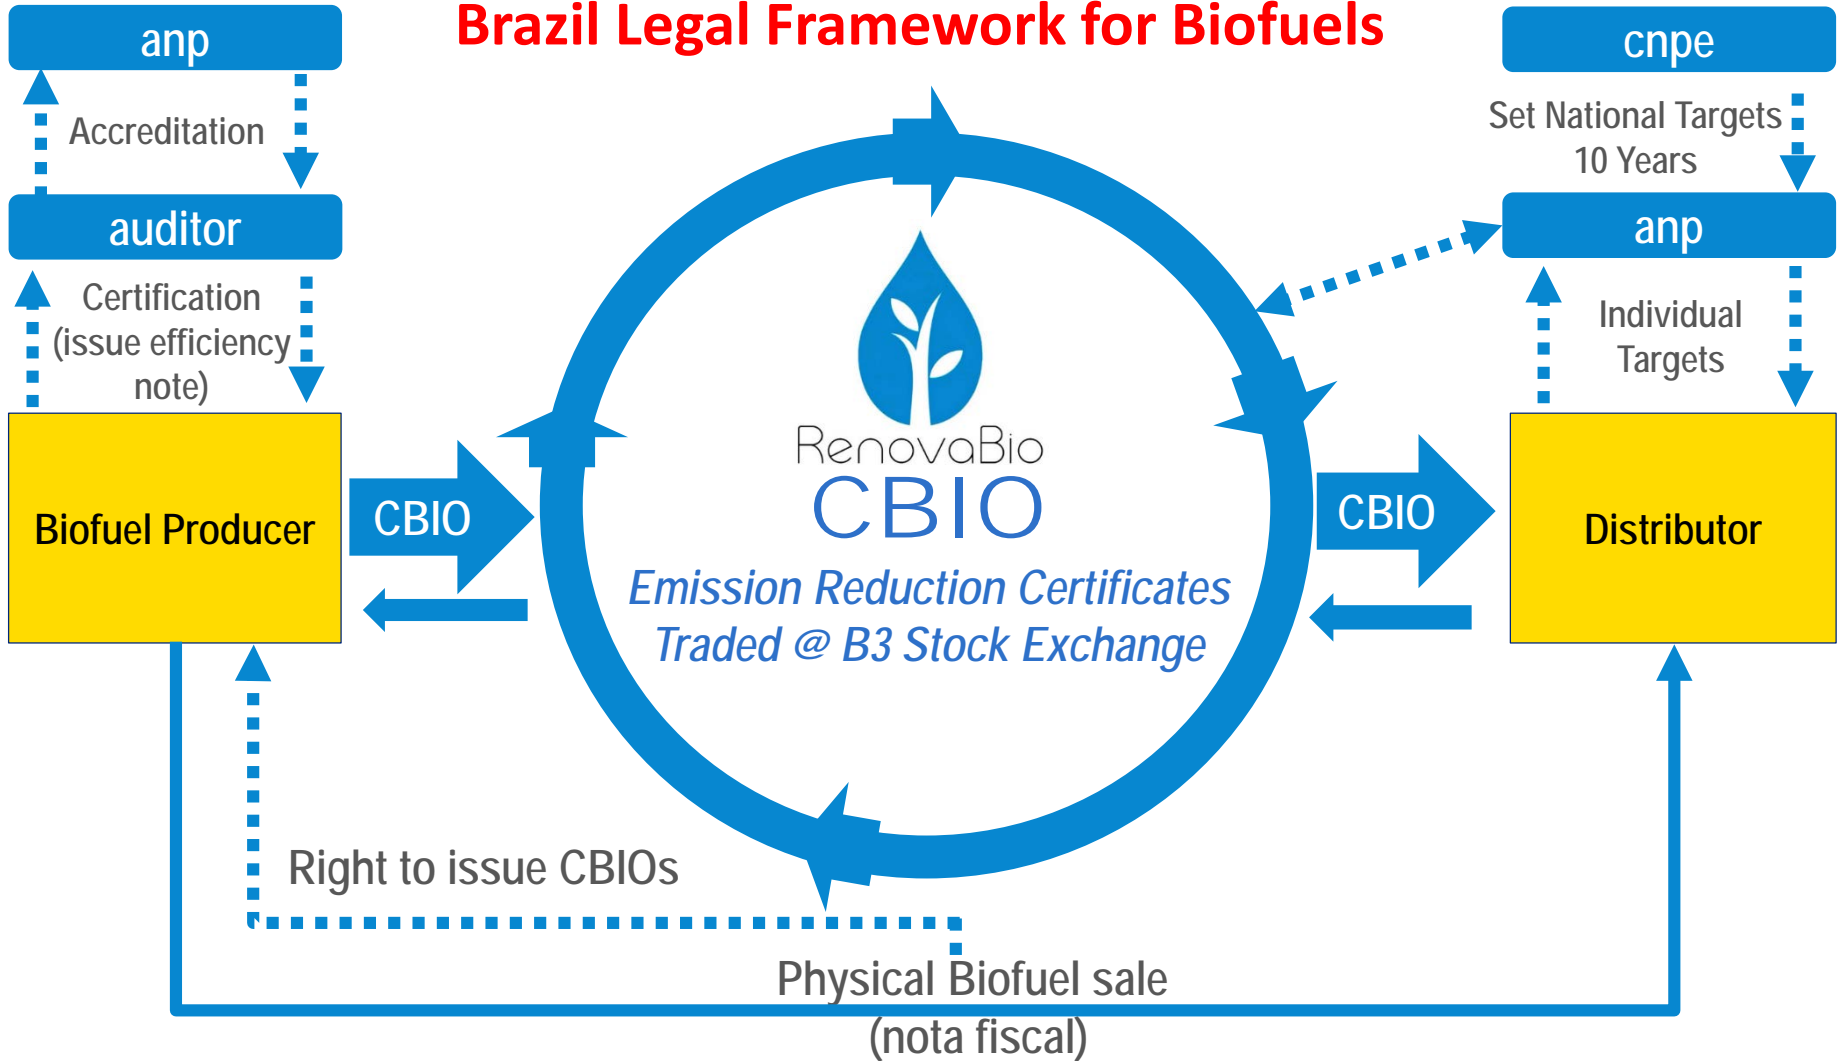 Brazil Legal Framework for Biofuels
anp
Accreditation
auditor
Certification
(issue efficiency
note)
Biofuel Producer
CBIO
RenovaBio
CBIO
Emission Reduction Certificates
Traded @ B3 Stock Exchange
cnpe
Set National Targets
10 Years
anp
Individual
Targets
CBIO
Distributor
Right to issue CBIOs
Physical Biofuel sale
(nota fiscal)